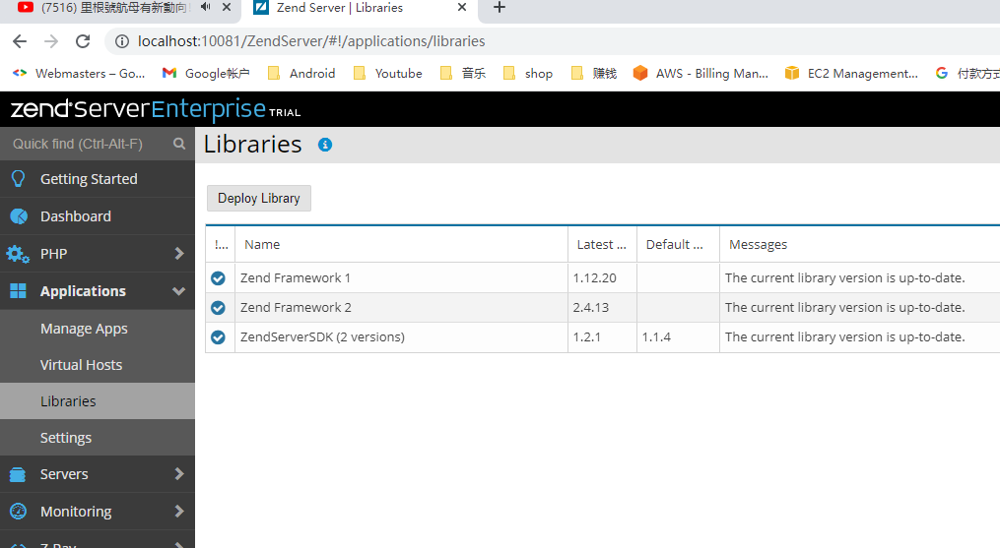 (7516) 里根號航母有新動向
Zend Server | Libraries
localhost:10081/ZendServer/#!/applications/libraries
Webmasters – Go... Google帐户 Android Youtube 音乐 shop 赚钱 AWS - Billing Man... EC2 Management... 付款方式
zend Server Enterprise TRIAL
Quick find (Ctrl-Alt-F)
Libraries
Getting Started
Deploy Library
Dashboard
PHP
!... Name Latest ... Default ... Messages
Zend Framework 1 1.12.20 The current library version is up-to-date.
Applications
Zend Framework 2 2.4.13 The current library version is up-to-date.
Manage Apps
ZendServerSDK (2 versions) 1.2.1 1.1.4 The current library version is up-to-date.
Virtual Hosts
Libraries
Settings
Servers
Monitoring
Z-Ray